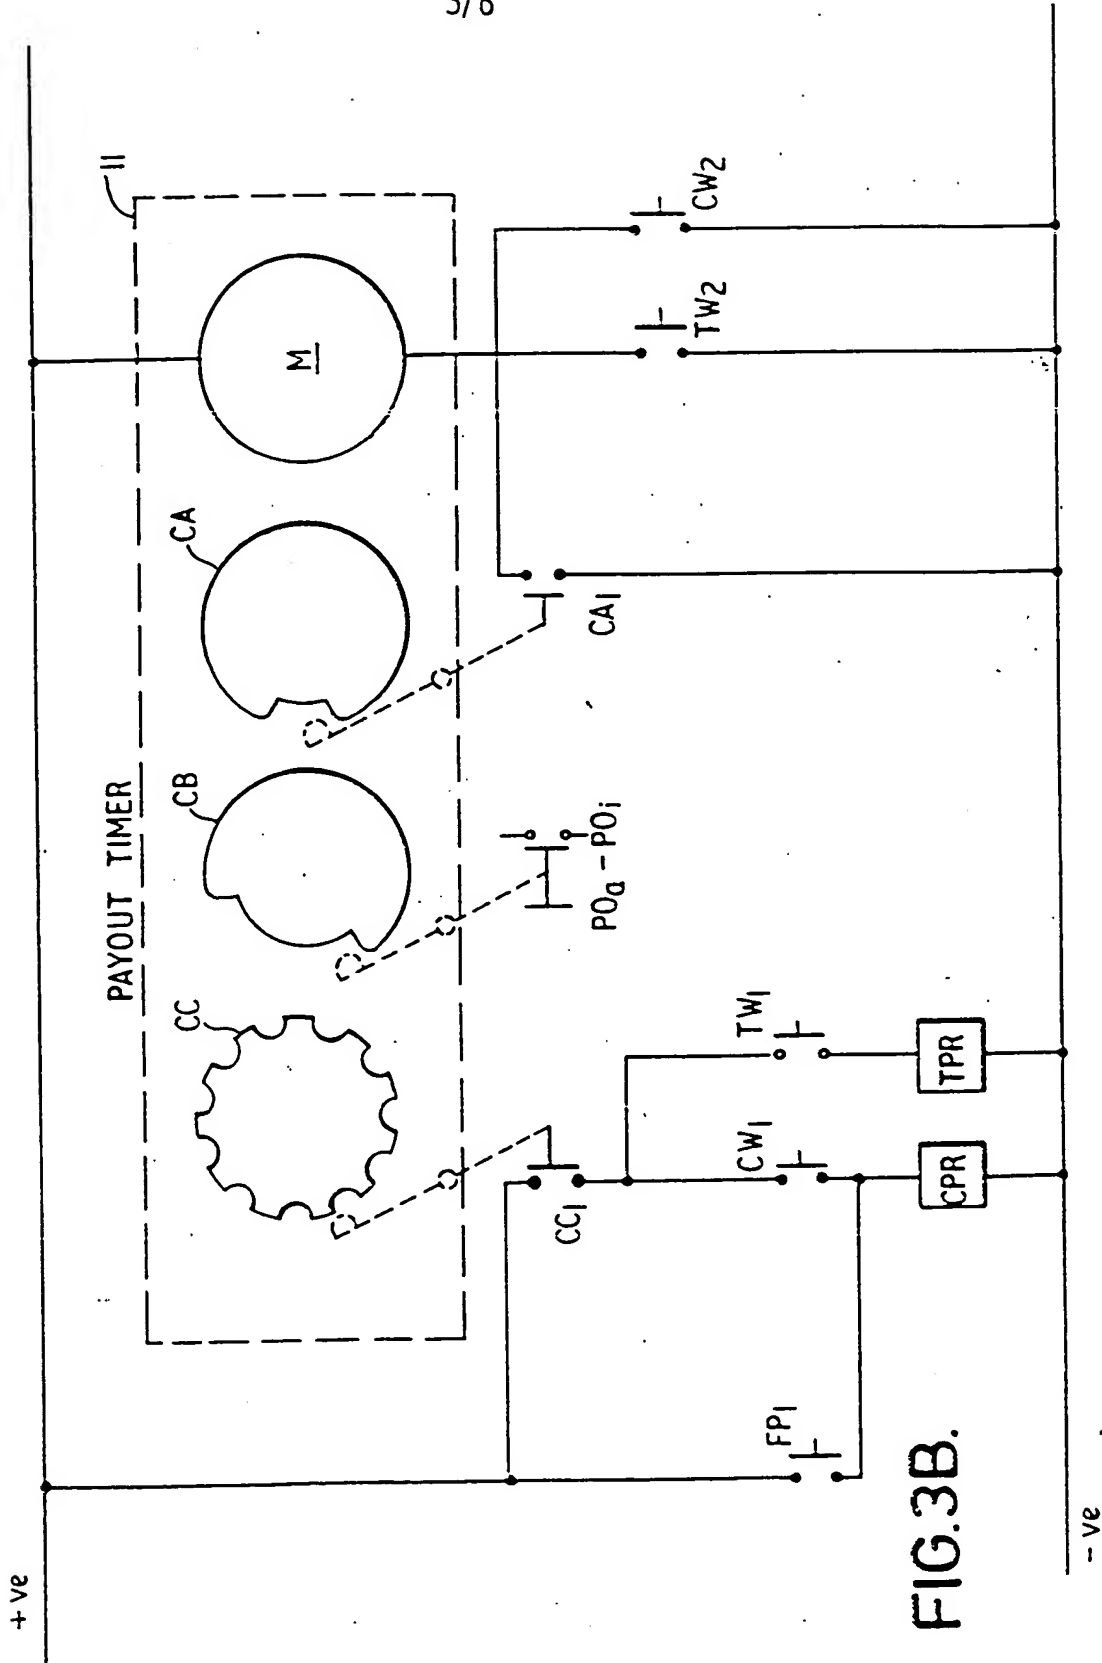 5/6
+ve
PAYOUT TIMER
11
CC
CB
CA
M
CC1
POa – POi
CA1
TW2
CW2
FP1
CW1
TW1
CPR
TPR
FIG.3B.
–ve